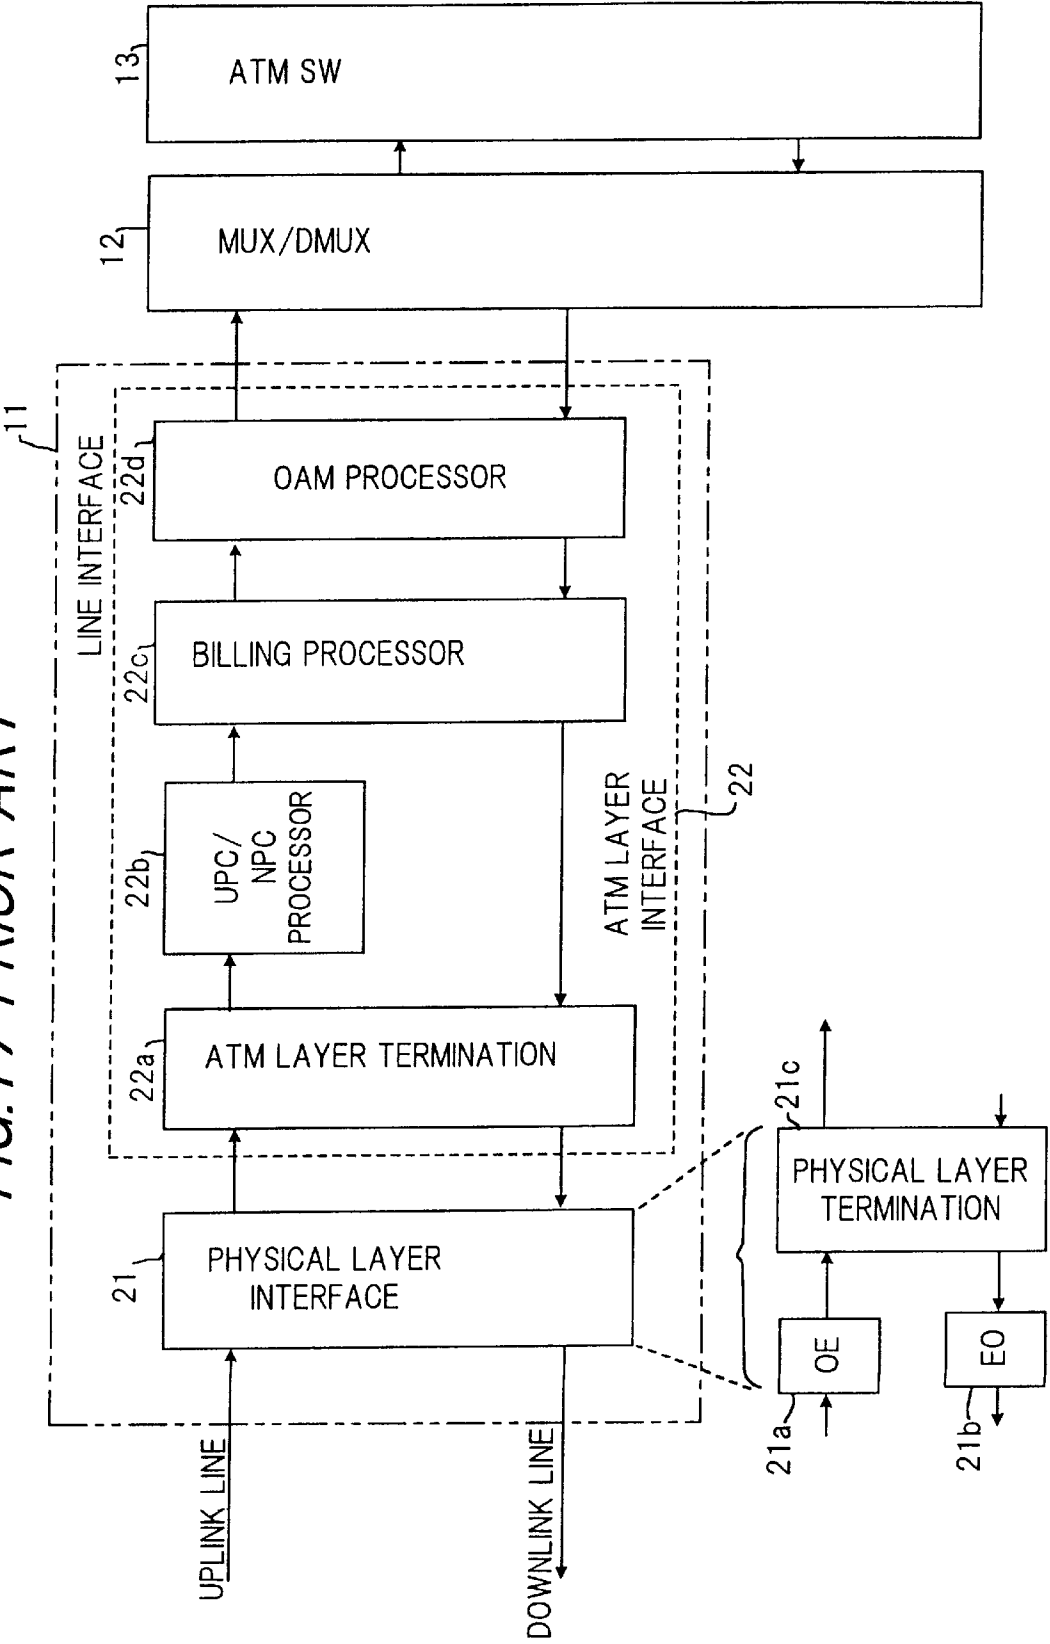 PRIOR ART
13
ATM SW
12
MUX/DMUX
11
LINE INTERFACE
22d
OAM PROCESSOR
22c
BILLING PROCESSOR
22b
UPC/
NPC
PROCESSOR
22a
ATM LAYER TERMINATION
ATM LAYER
INTERFACE
22
21
PHYSICAL LAYER
INTERFACE
UPLINK LINE
DOWNLINK LINE
21c
PHYSICAL LAYER
TERMINATION
OE
21a
EO
21b